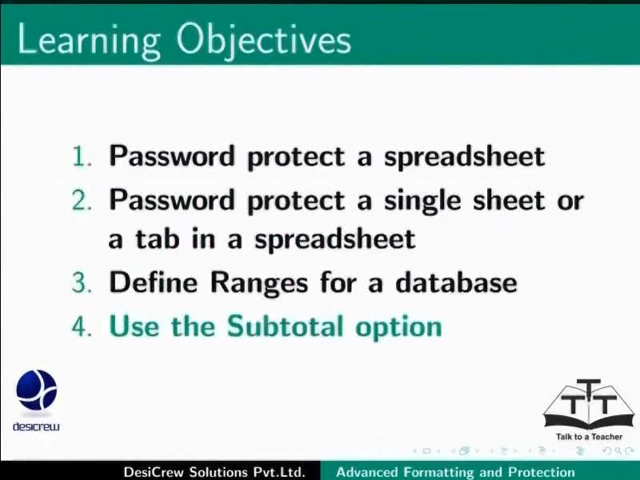 Learning Objectives
1. Password protect a spreadsheet
2. Password protect a single sheet or
a tab in a spreadsheet
3. Define Ranges for a database
4. Use the Subtotal option
desicrew
TTT
Talk to a Teacher
DesiCrew Solutions Pvt.Ltd. Advanced Formatting and Protection